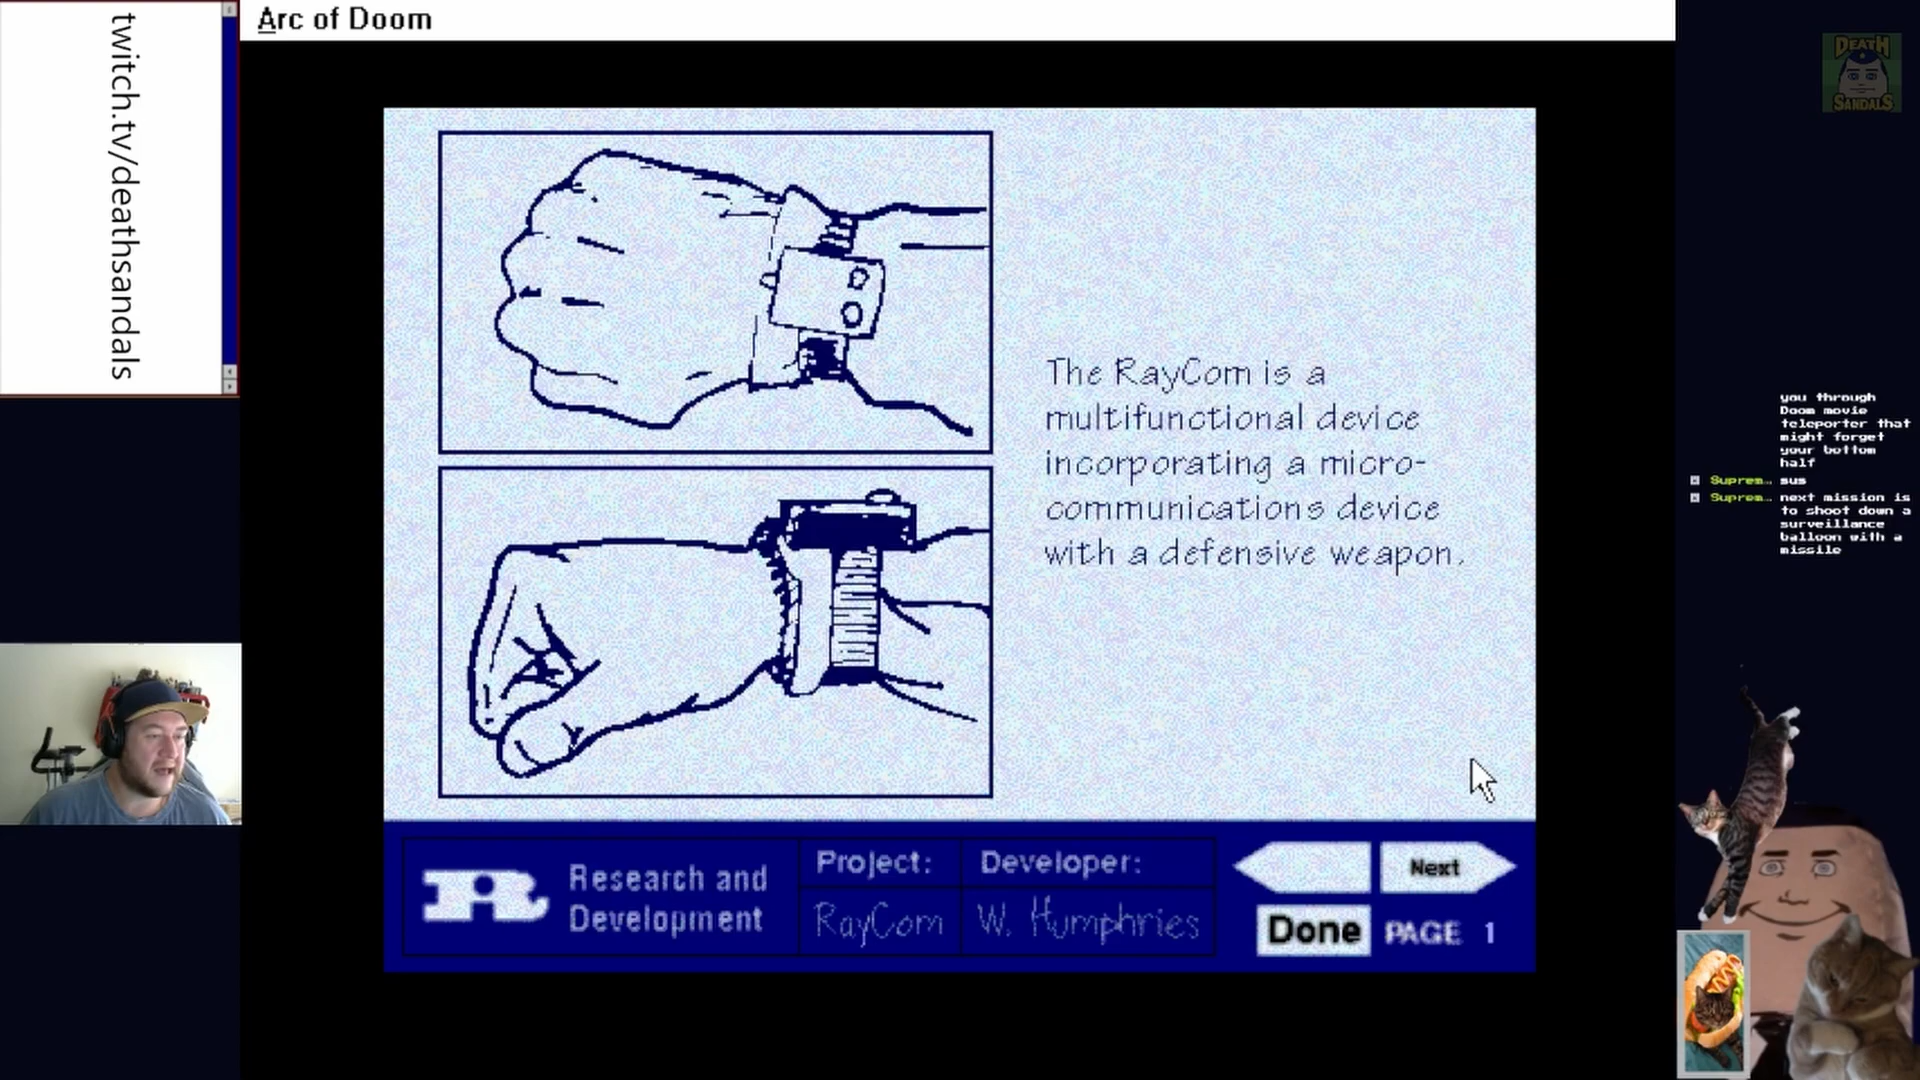 Arc of Doom
twitch.tv/deathsandals
DEATH
SANDALS
The RayCom is a
multifunctional device
incorporating a micro-
communications device
with a defensive weapon.
you through
Doom movie
teleporter that
might forget
your bottom
half
Suprem… sus
Suprem… next mission is
to shoot down a
surveillance
balloon with a
missile
Research and
Development
Project:
RayCom
Developer:
W. Humphries
Next
Done
PAGE 1